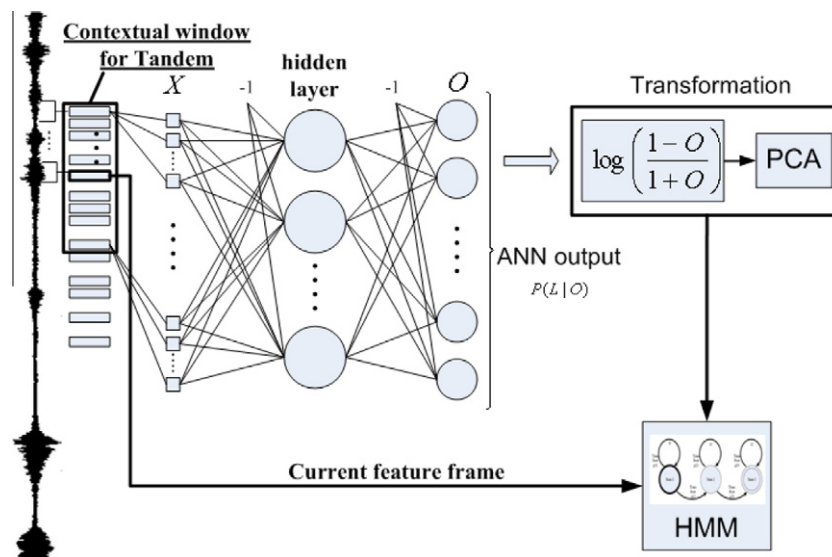 Contextual window
for Tandem
X
-1
hidden
layer
-1
O
Transformation
log ( 1 − O / 1 + O )
PCA
ANN output
P(L | O)
Current feature frame
HMM